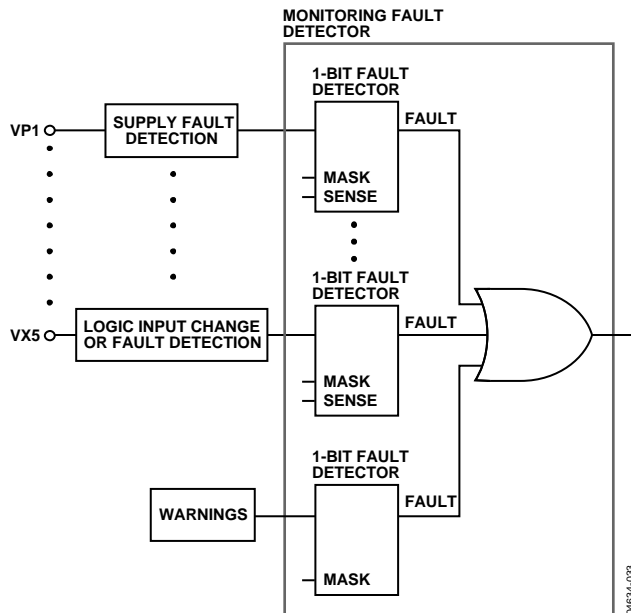 MONITORING FAULT
DETECTOR
1-BIT FAULT
DETECTOR
VP1
SUPPLY FAULT
DETECTION
FAULT
MASK
SENSE
1-BIT FAULT
DETECTOR
VX5
LOGIC INPUT CHANGE
OR FAULT DETECTION
FAULT
MASK
SENSE
1-BIT FAULT
DETECTOR
WARNINGS
FAULT
MASK
04634-033